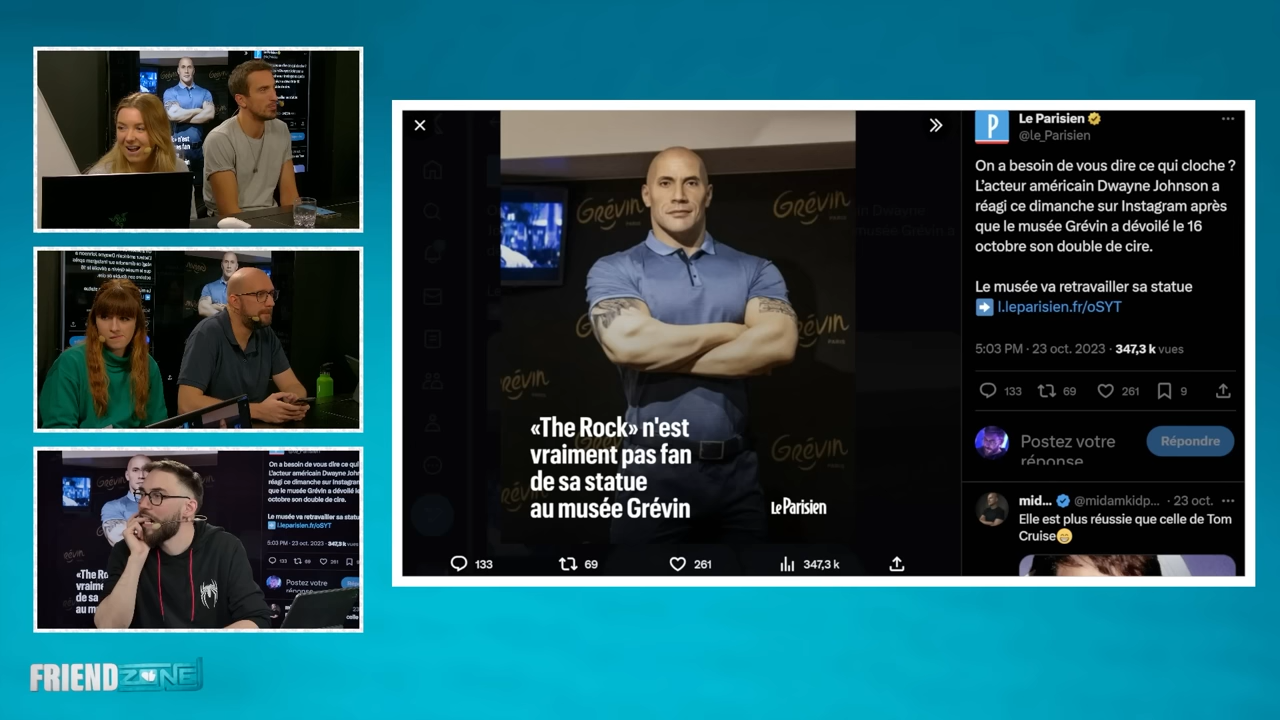 Le Parisien
@le_Parisien
On a besoin de vous dire ce qui cloche ?
L'acteur américain Dwayne Johnson a
réagi ce dimanche sur Instagram après
que le musée Grévin a dévoilé le 16
octobre son double de cire.
Le musée va retravailler sa statue
➡️ l.leparisien.fr/oSYT
5:03 PM · 23 oct. 2023 · 347,3 k vues
133 69 261 9
Postez votre
réponse
Répondre
mid... @midamkidp... · 23 oct.
Elle est plus réussie que celle de Tom
Cruise😁
Grévin
Grévin
Grévin
«The Rock» n'est
vraiment pas fan
de sa statue
au musée Grévin
Le Parisien
133 69 261 347,3 k
FRIENDZONE